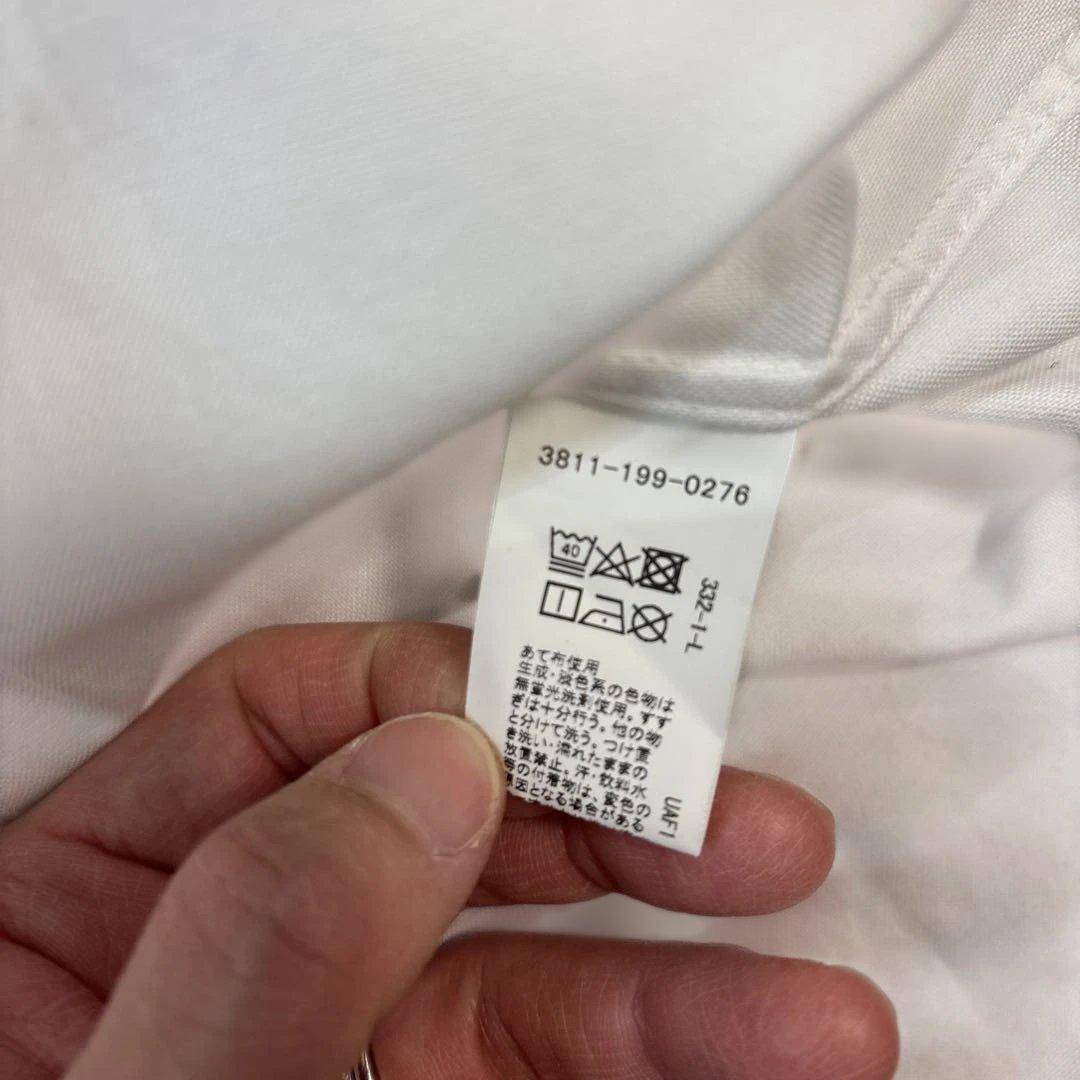 3811-199-0276
40
332-1-L
あて布使用
生成・淡色系の色物は
無蛍光洗剤使用。すす
ぎは十分行う。他の物
と分けて洗う。つけ置
き洗い・濡れたままの
放置禁止。汗・飲料水
等の付着物は、変色の
原因となる場合がある
UAF1